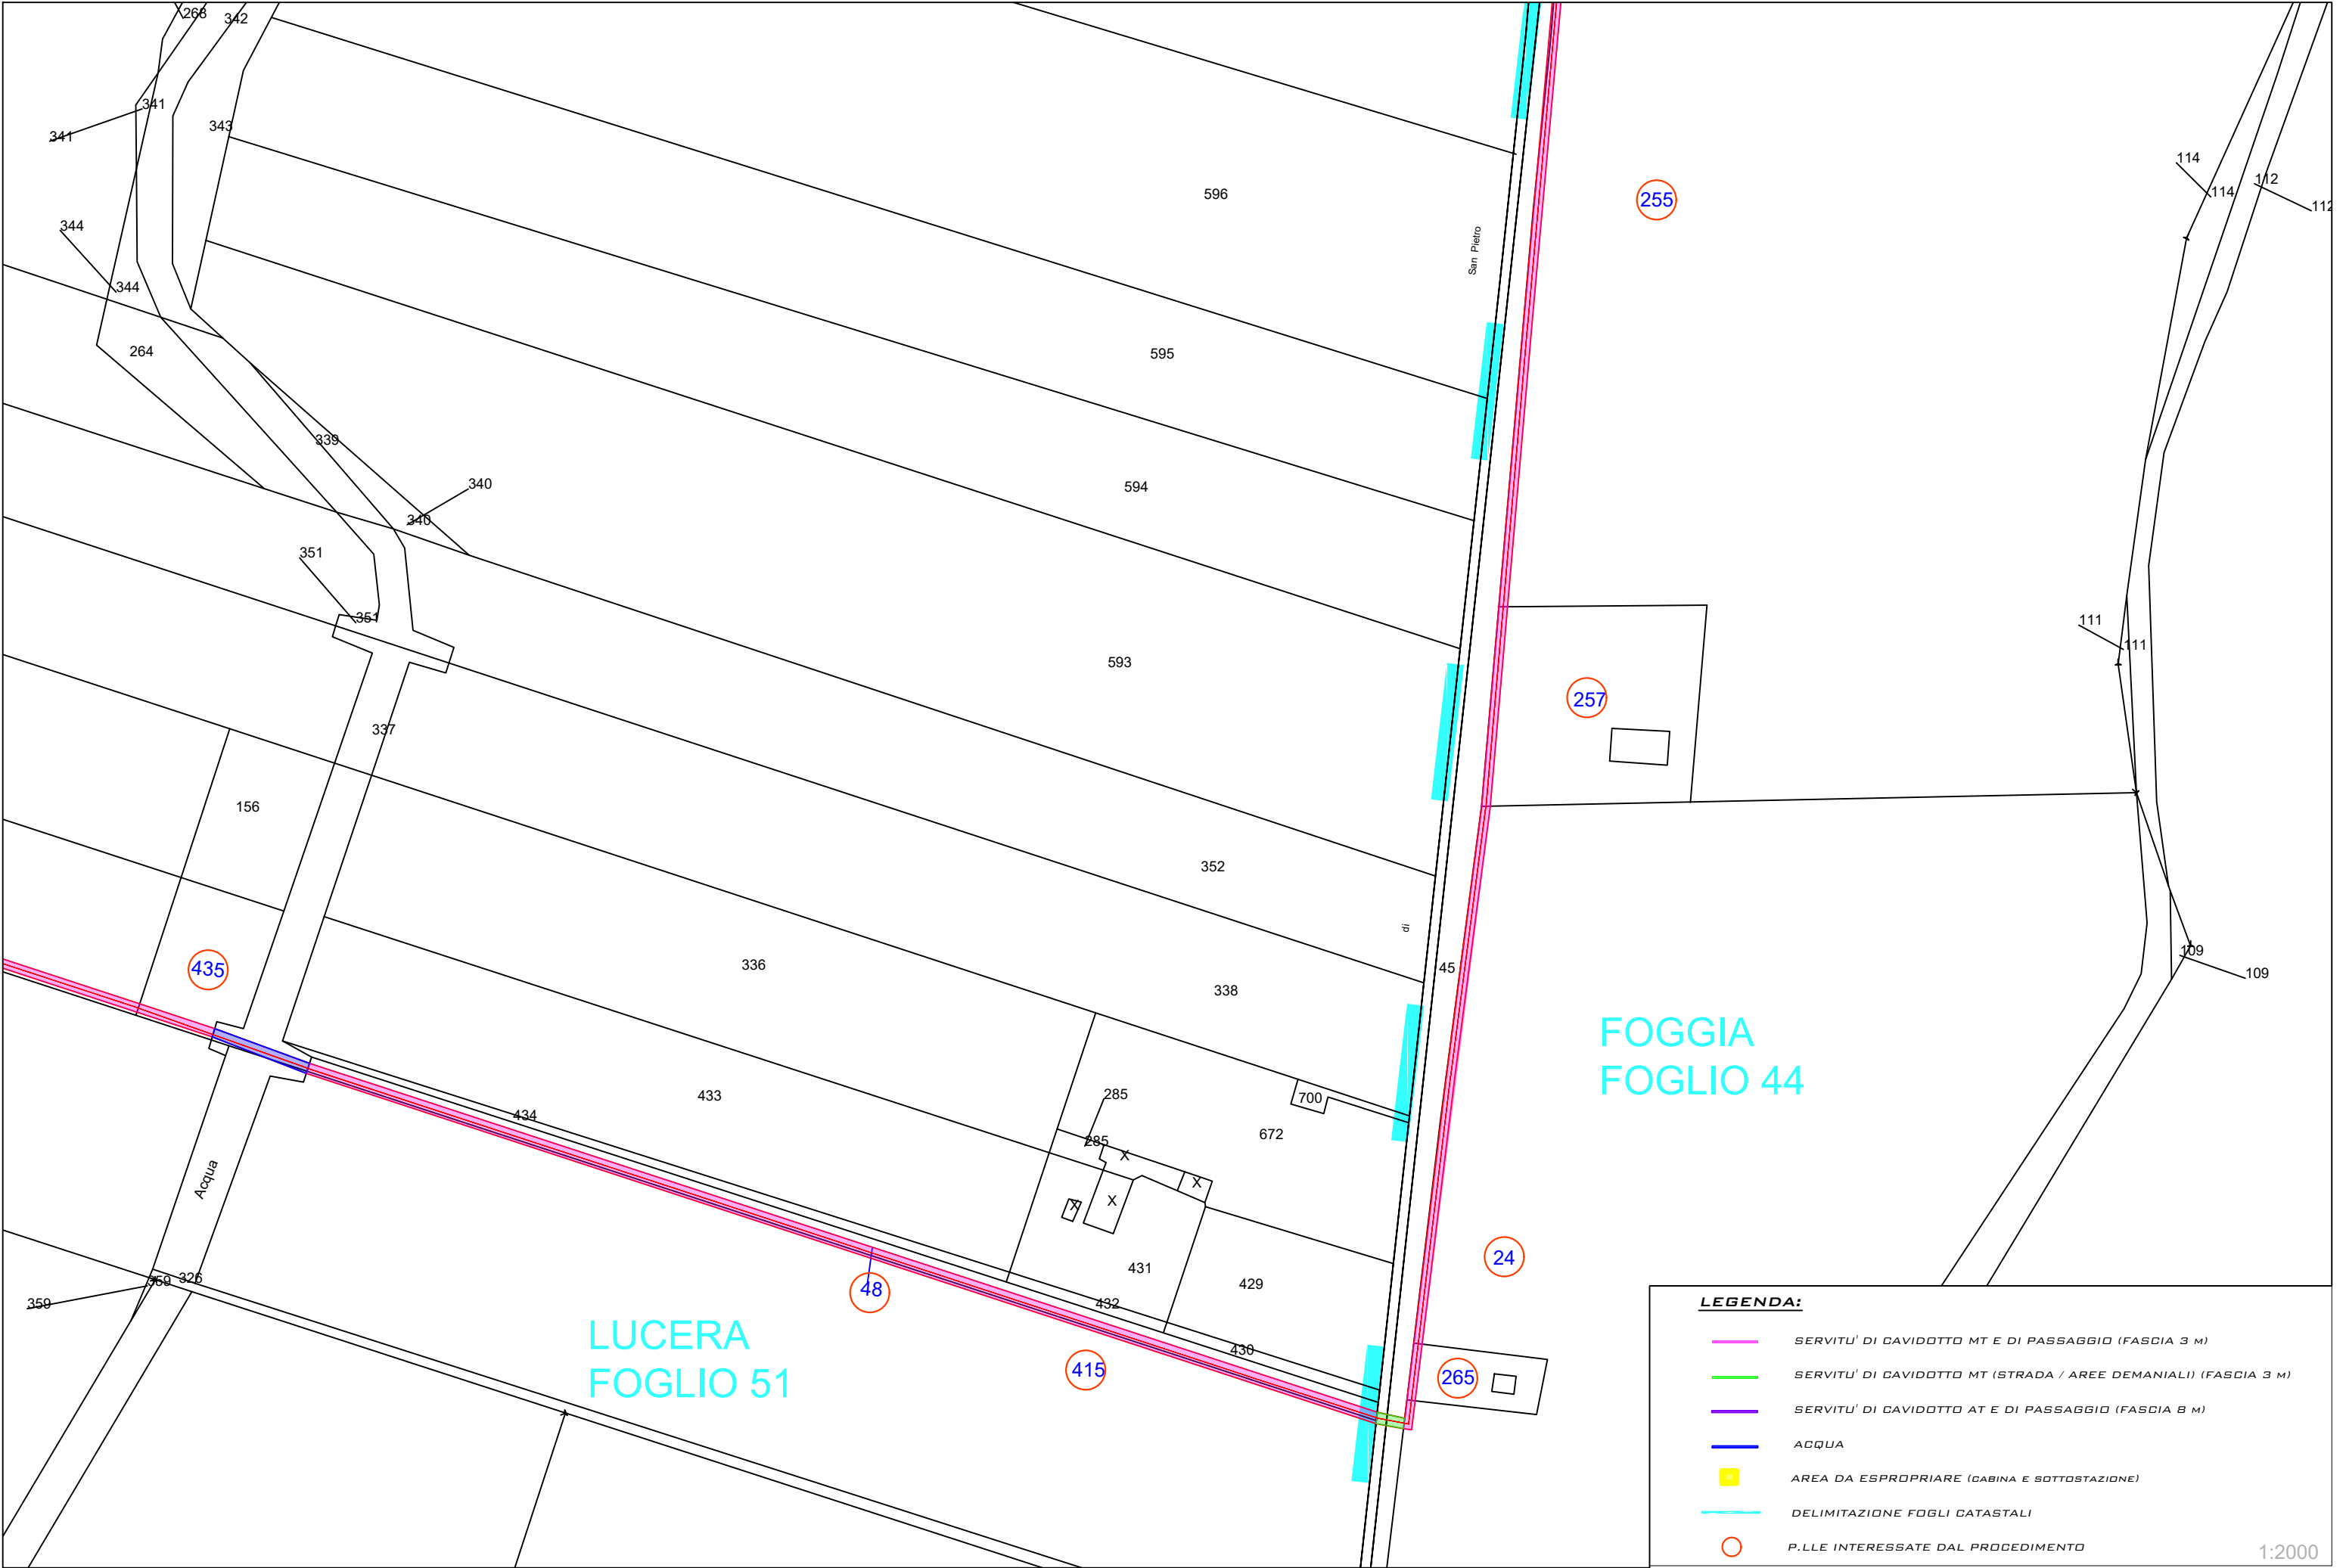 268
342
341
341
343
344
344
264
339
340
340
351
351
337
156
435
336
433
434
Acqua
359
359
326
LUCERA
FOGLIO 51
48
415
596
San Pietro
595
594
593
352
di
45
338
285
285
700
672
X
X
X
X
431
429
432
430
255
257
114
114
112
112
111
111
109
109
FOGGIA
FOGLIO 44
24
265
LEGENDA:
SERVITU' DI CAVIDOTTO MT E DI PASSAGGIO (FASCIA 3 M)
SERVITU' DI CAVIDOTTO MT (STRADA / AREE DEMANIALI) (FASCIA 3 M)
SERVITU' DI CAVIDOTTO AT E DI PASSAGGIO (FASCIA 8 M)
ACQUA
AREA DA ESPROPRIARE (CABINA E SOTTOSTAZIONE)
DELIMITAZIONE FOGLI CATASTALI
P.LLE INTERESSATE DAL PROCEDIMENTO
1:2000